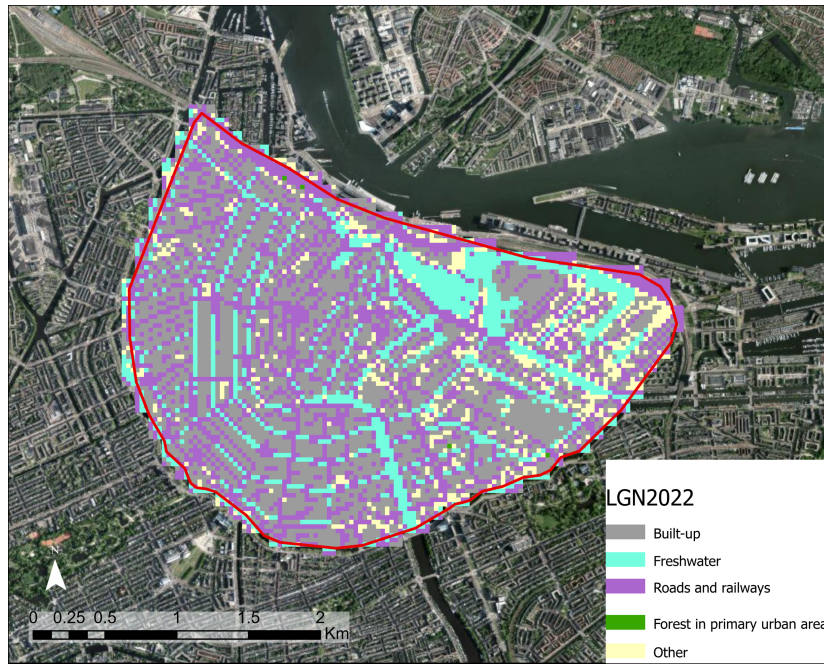 LGN2022
Built-up
Freshwater
Roads and railways
Forest in primary urban area
Other
N
0 0.25 0.5 1 1.5 2
Km